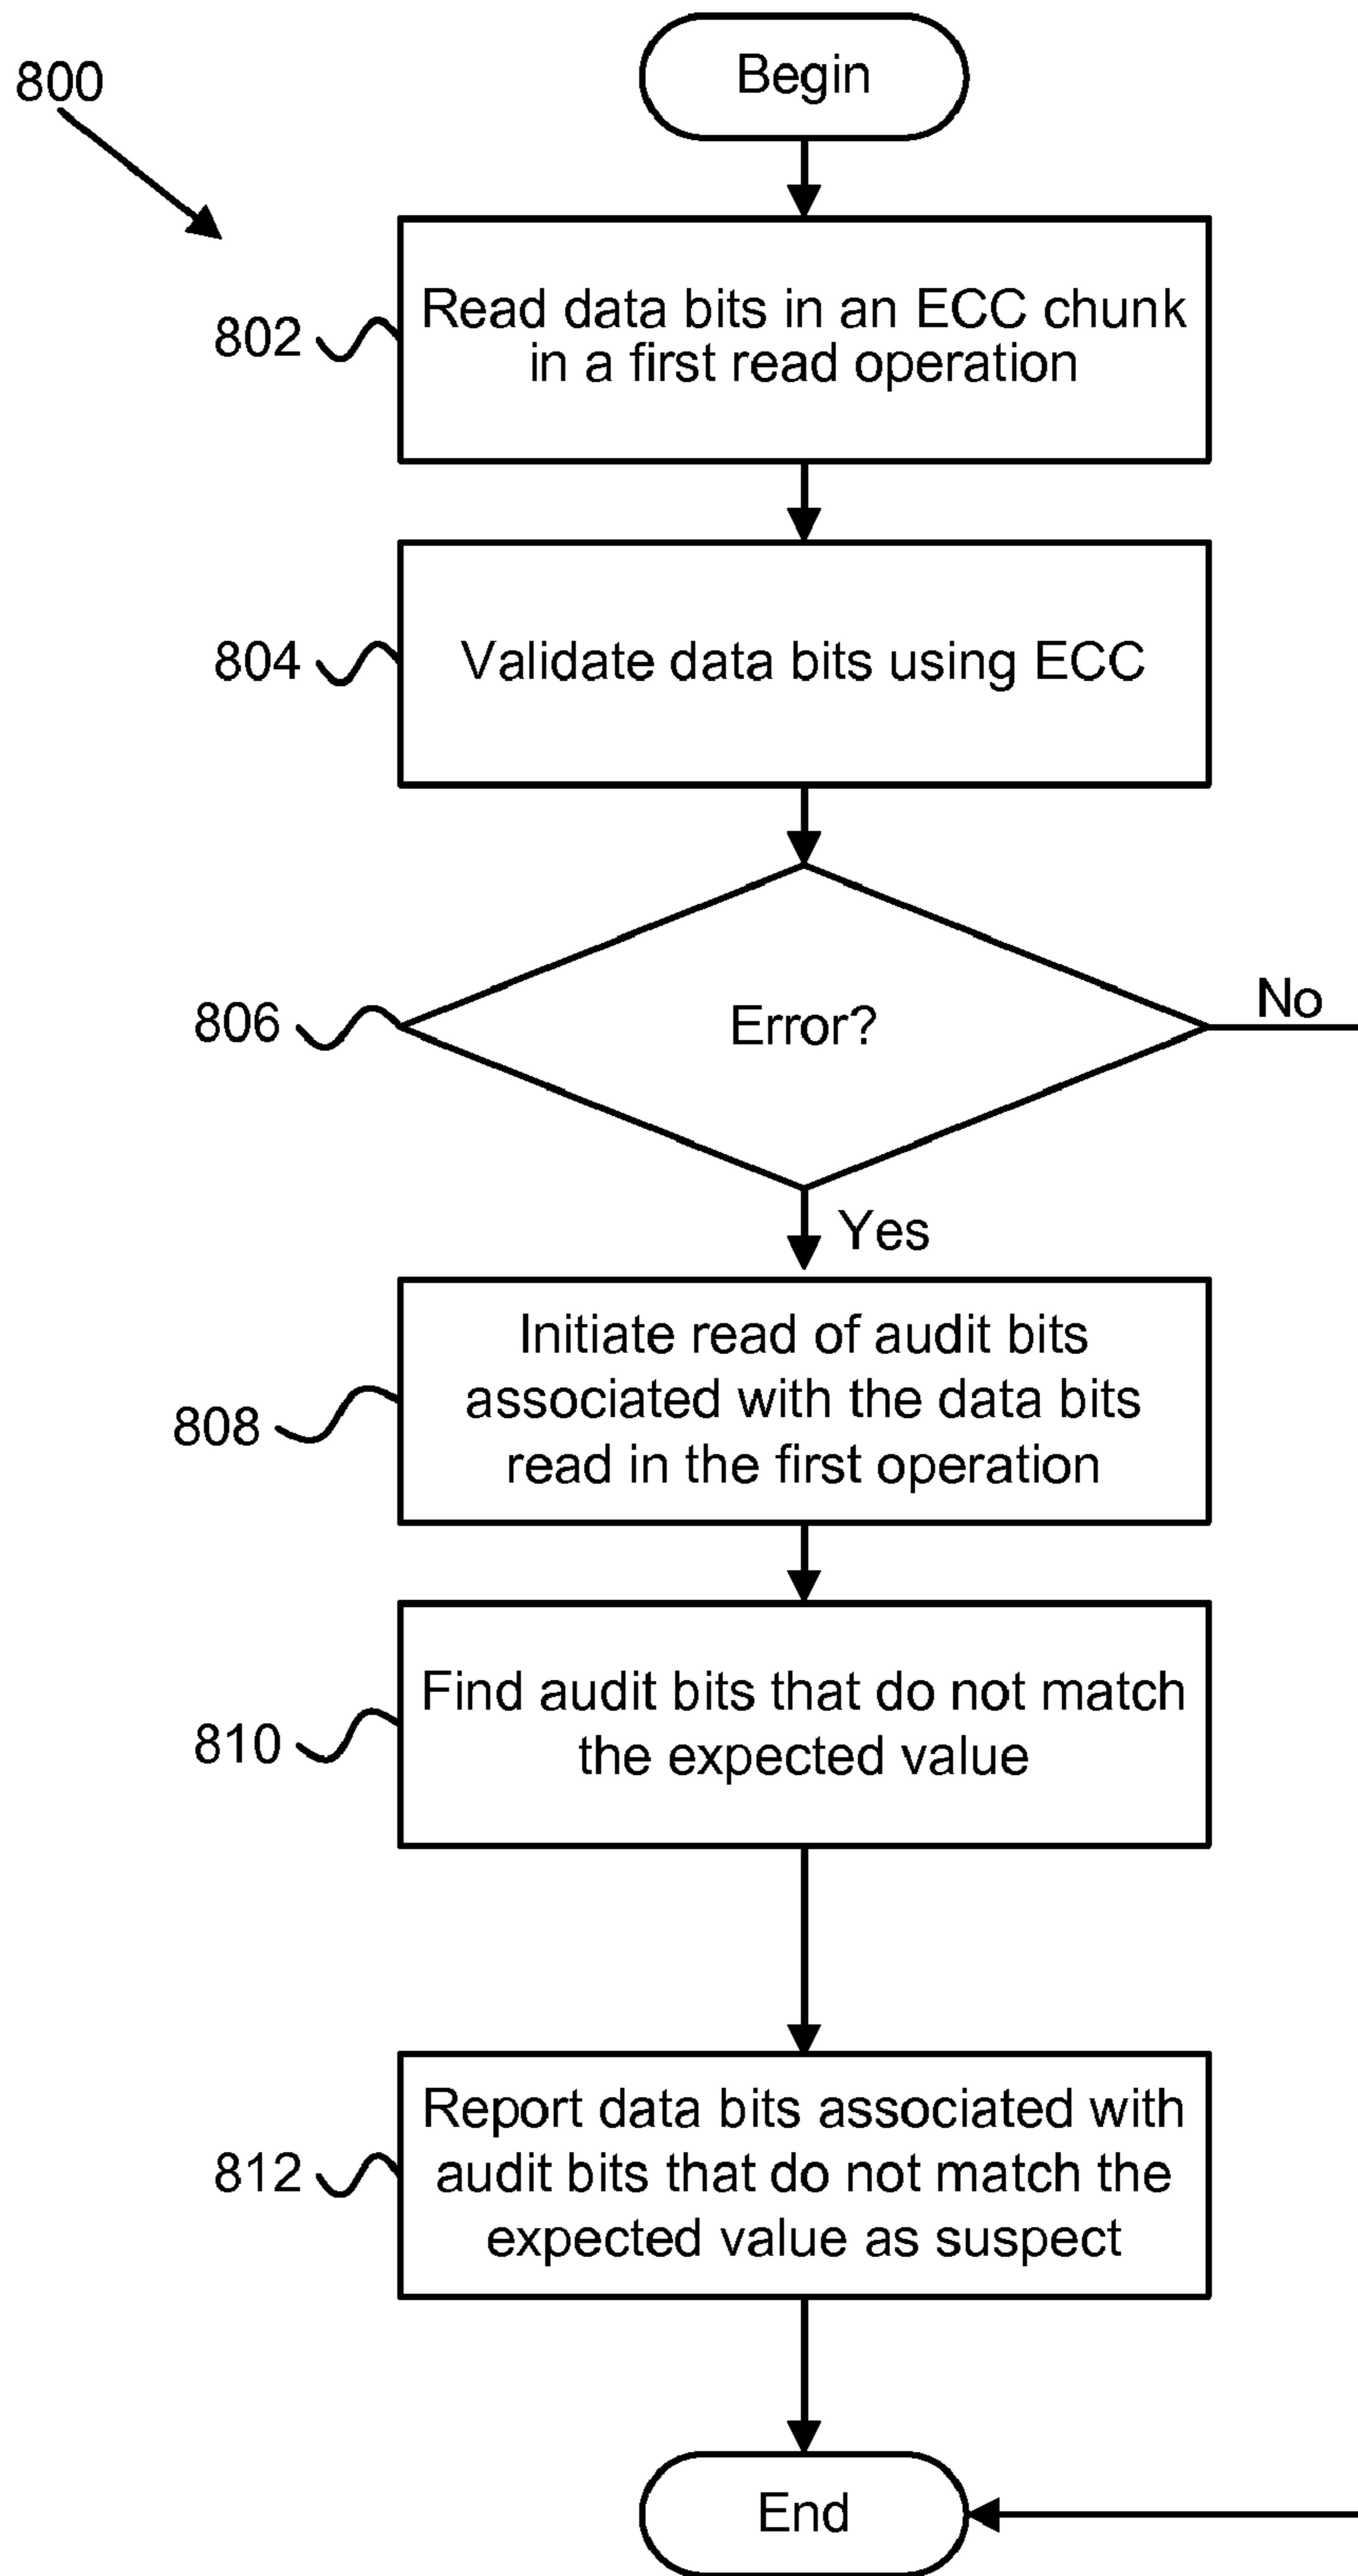 Begin
800
Read data bits in an ECC chunk
in a first read operation
802
Validate data bits using ECC
804
Error?
806
No
Yes
Initiate read of audit bits
associated with the data bits
read in the first operation
808
Find audit bits that do not match
the expected value
810
Report data bits associated with
audit bits that do not match the
expected value as suspect
812
End